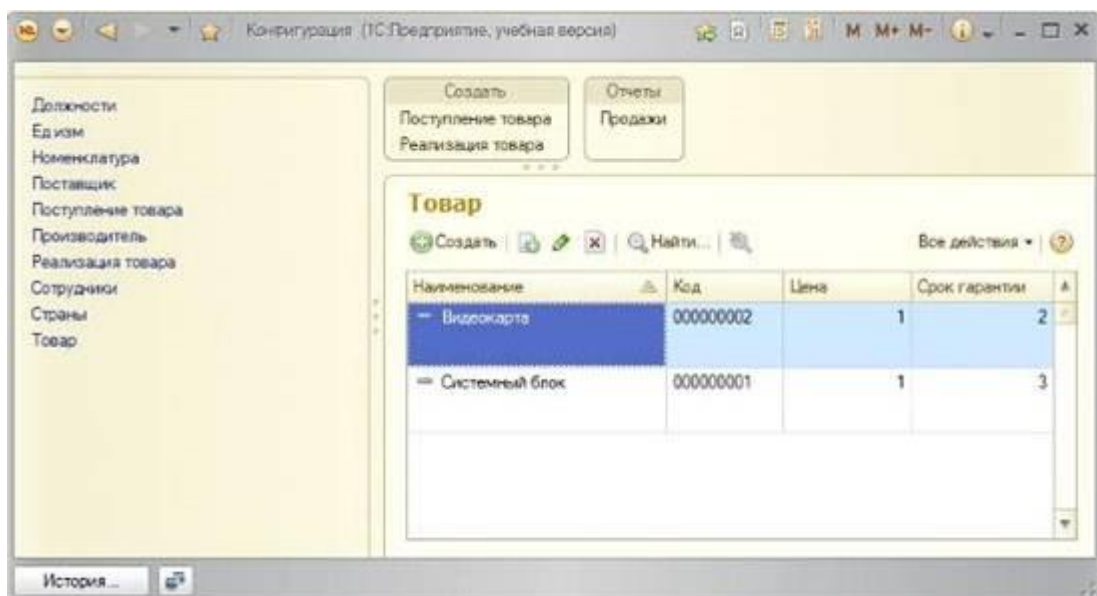 Конфигурация (1С:Предприятие, учебная версия)
M M+ M-
Должности
Ед изм
Номенклатура
Поставщик
Поступление товара
Производитель
Реализация товара
Сотрудники
Страны
Товар
Создать
Поступление товара
Реализация товара
Отчеты
Продажи
Товар
Создать Найти... Все действия
Наименование Код Цена Срок гарантии
Видеокарта 000000002 1 2
Системный блок 000000001 1 3
История...